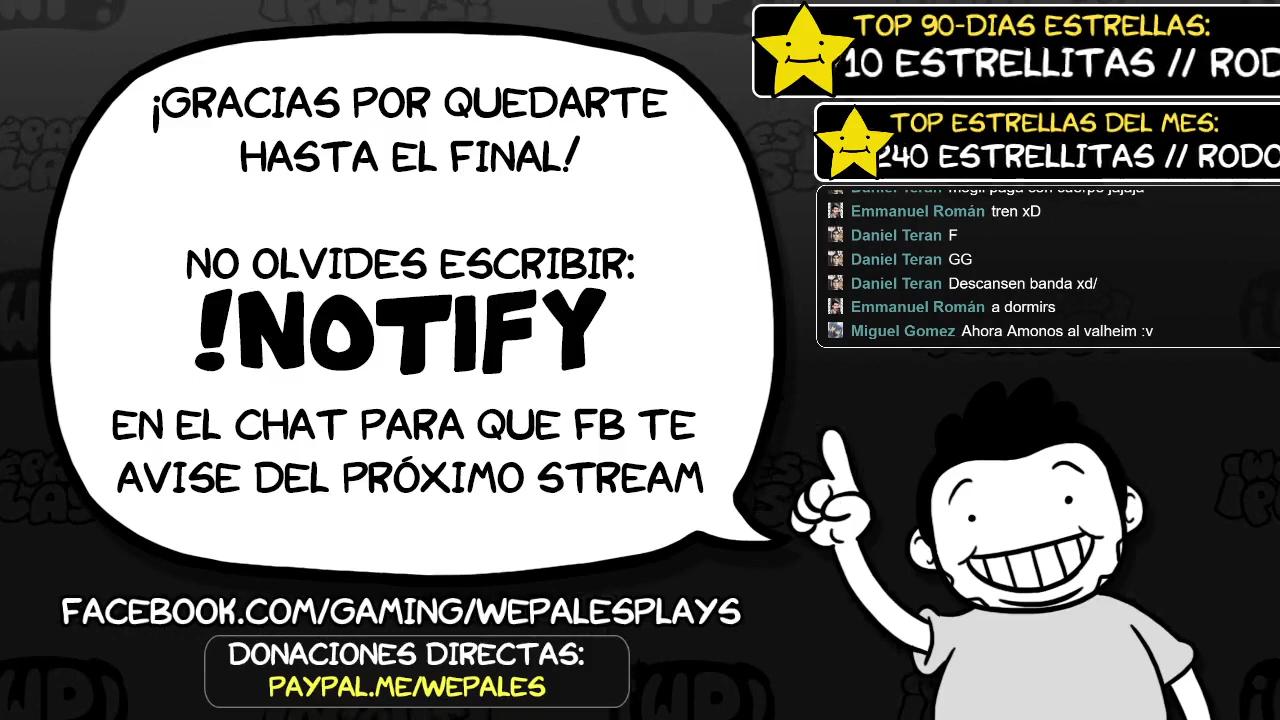 ¡GRACIAS POR QUEDARTE
HASTA EL FINAL!
NO OLVIDES ESCRIBIR:
!NOTIFY
EN EL CHAT PARA QUE FB TE
AVISE DEL PRÓXIMO STREAM
FACEBOOK.COM/GAMING/WEPALESPLAYS
DONACIONES DIRECTAS:
PAYPAL.ME/WEPALES
TOP 90-DIAS ESTRELLAS:
10 ESTRELLITAS // ROD
TOP ESTRELLAS DEL MES:
240 ESTRELLITAS // RODO
Emmanuel Román tren xD
Daniel Teran F
Daniel Teran GG
Daniel Teran Descansen banda xd/
Emmanuel Román a dormirs
Miguel Gomez Ahora Amonos al valheim :v